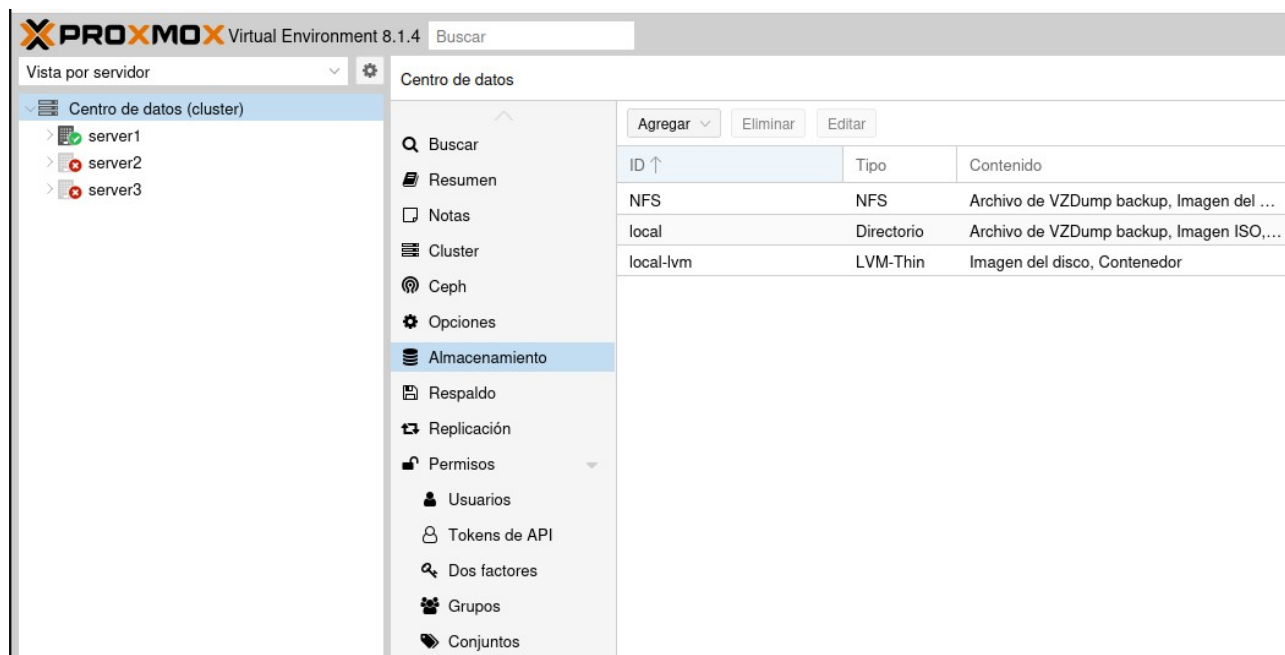 PROXMOX Virtual Environment 8.1.4 Buscar
Vista por servidor
Centro de datos (cluster)
server1
server2
server3
Centro de datos
Buscar
Resumen
Notas
Cluster
Ceph
Opciones
Almacenamiento
Respaldo
Replicación
Permisos
Usuarios
Tokens de API
Dos factores
Grupos
Conjuntos
Agregar Eliminar Editar
ID Tipo Contenido
NFS NFS Archivo de VZDump backup, Imagen del ...
local Directorio Archivo de VZDump backup, Imagen ISO,...
local-lvm LVM-Thin Imagen del disco, Contenedor